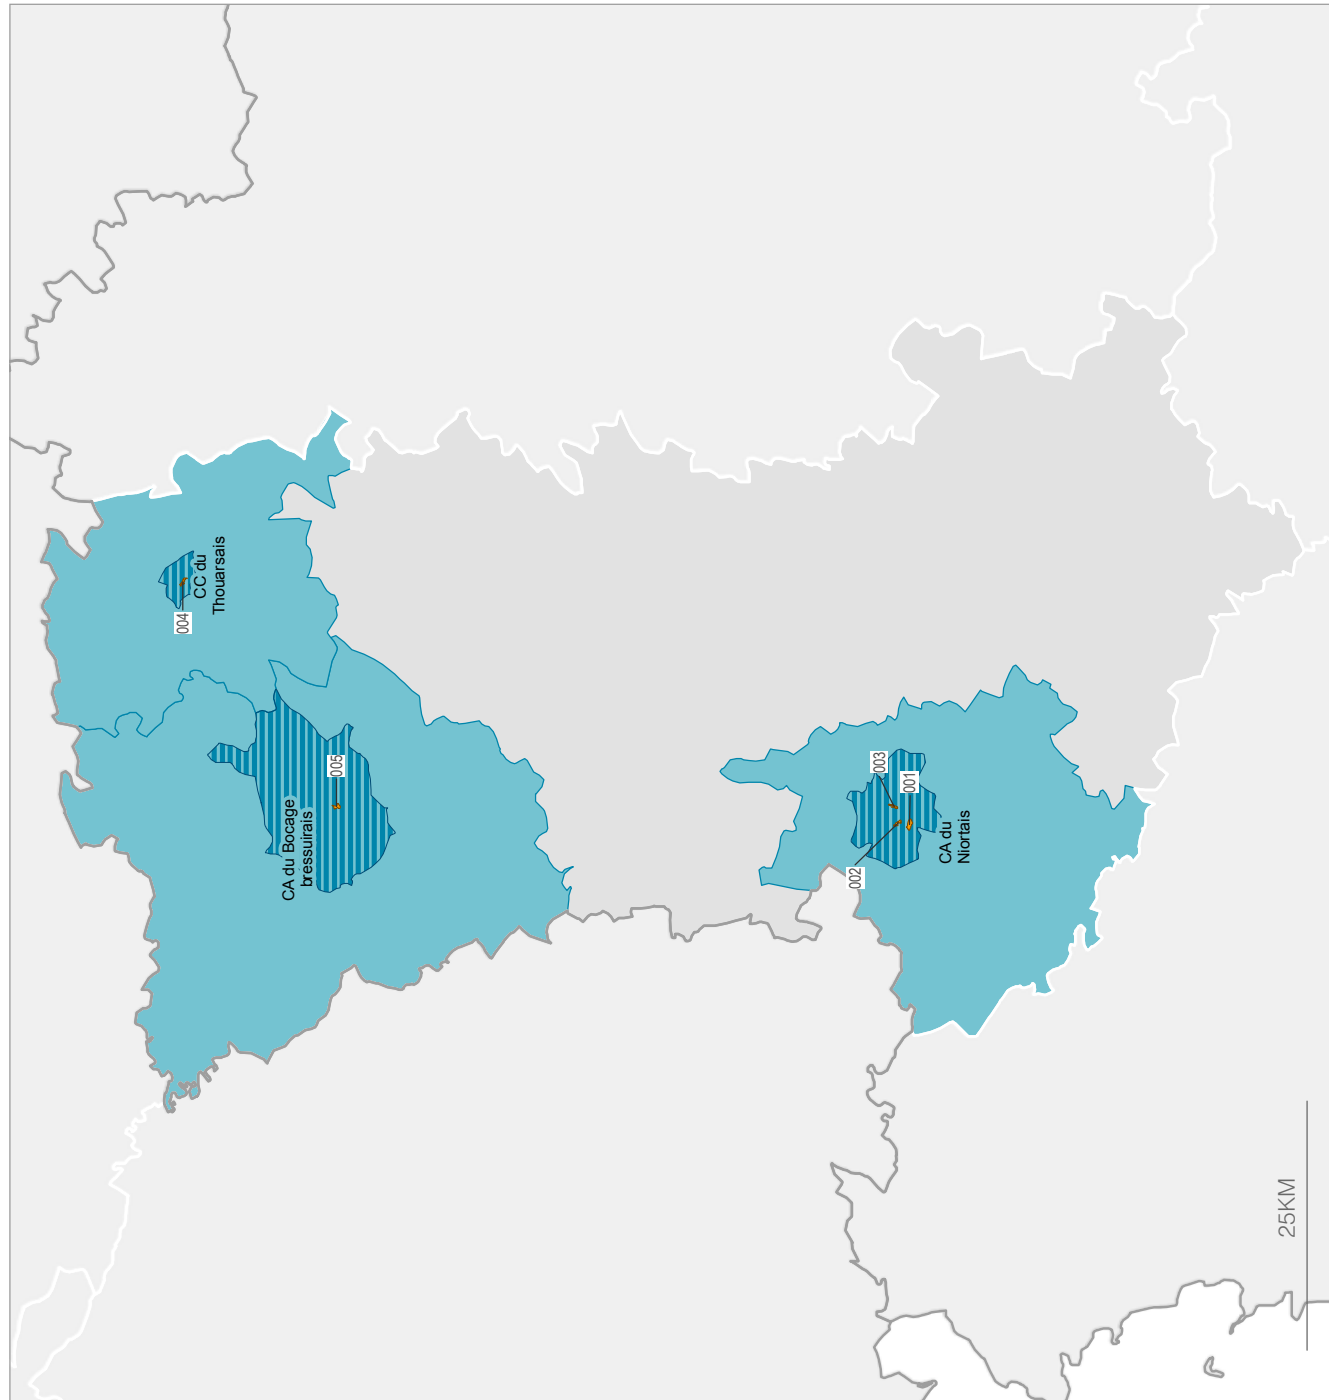 004
CC du
Thouarsais
005
CA du Bocage
bressuirais
003
001
002
CA du
Niortais
25KM